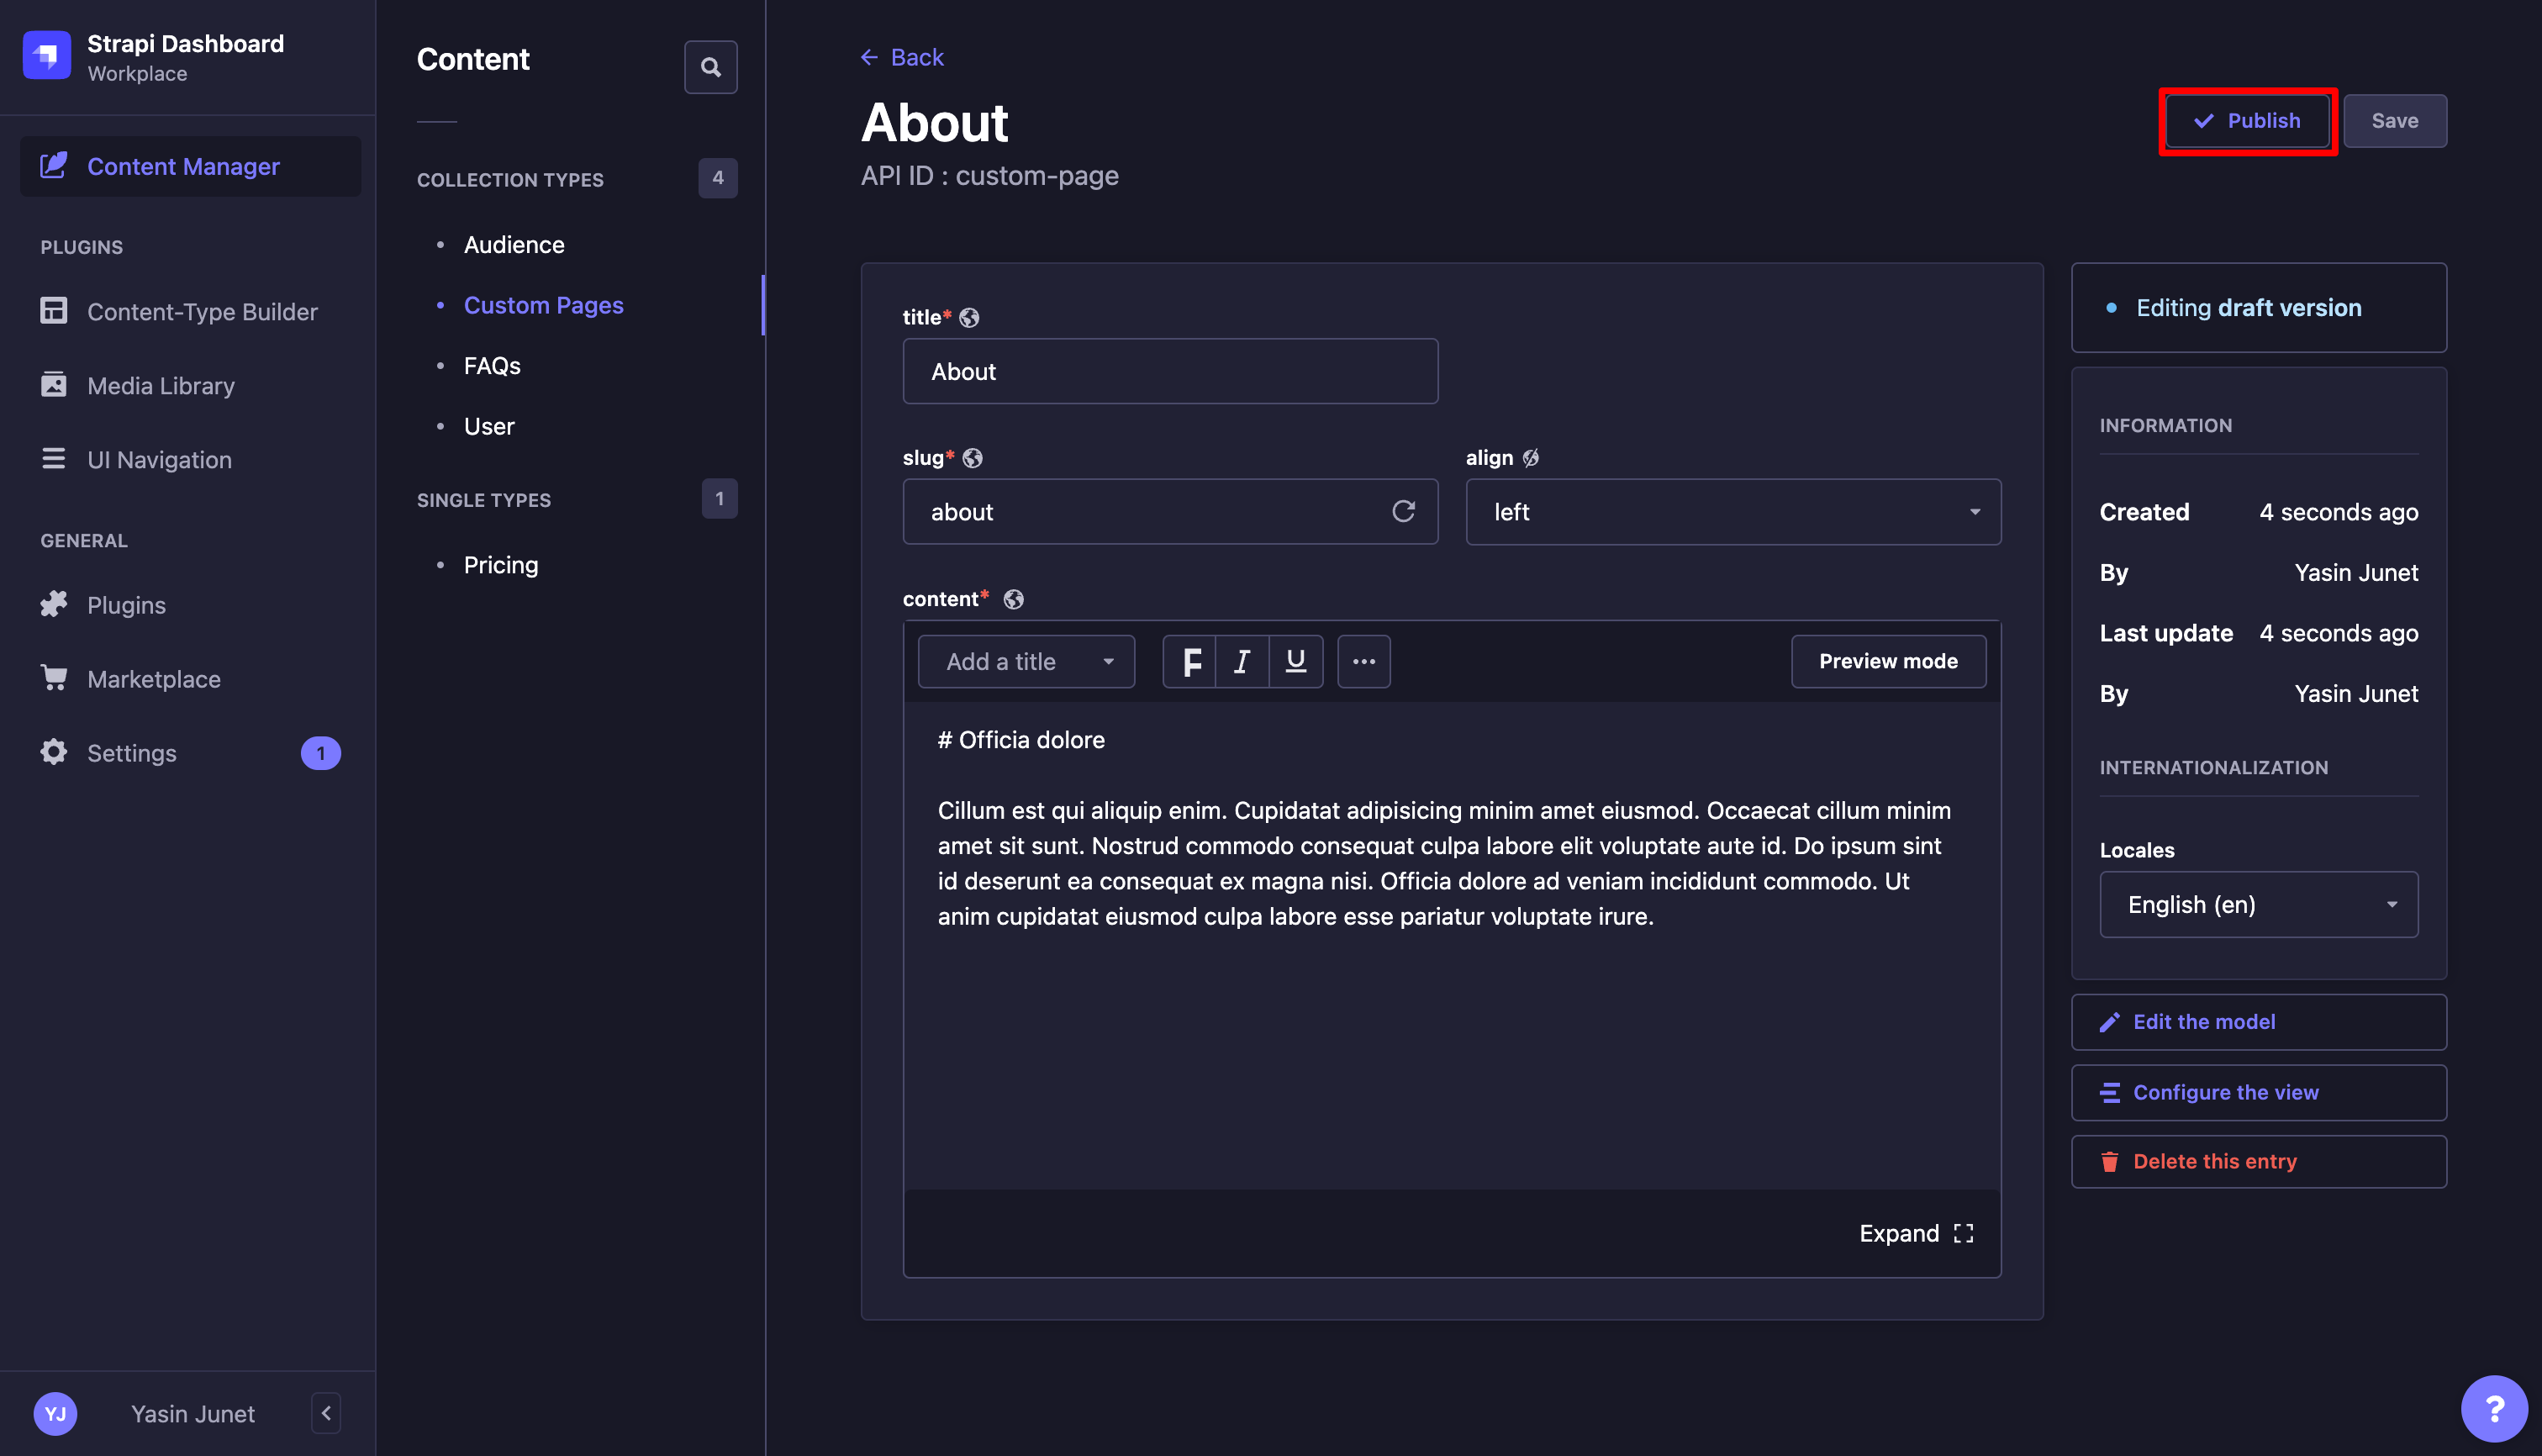 Strapi Dashboard
Workplace
Content Manager
PLUGINS
Content-Type Builder
Media Library
UI Navigation
GENERAL
Plugins
Marketplace
Settings
1
YJ
Yasin Junet
Content
COLLECTION TYPES
4
Audience
Custom Pages
FAQs
User
SINGLE TYPES
1
Pricing
Back
About
API ID : custom-page
Publish
Save
title*
About
slug*
about
align
left
content*
Add a title
F I U
Preview mode
# Officia dolore
Cillum est qui aliquip enim. Cupidatat adipisicing minim amet eiusmod. Occaecat cillum minim
amet sit sunt. Nostrud commodo consequat culpa labore elit voluptate aute id. Do ipsum sint
id deserunt ea consequat ex magna nisi. Officia dolore ad veniam incididunt commodo. Ut
anim cupidatat eiusmod culpa labore esse pariatur voluptate irure.
Expand
Editing draft version
INFORMATION
Created 4 seconds ago
By Yasin Junet
Last update 4 seconds ago
By Yasin Junet
INTERNATIONALIZATION
Locales
English (en)
Edit the model
Configure the view
Delete this entry
?